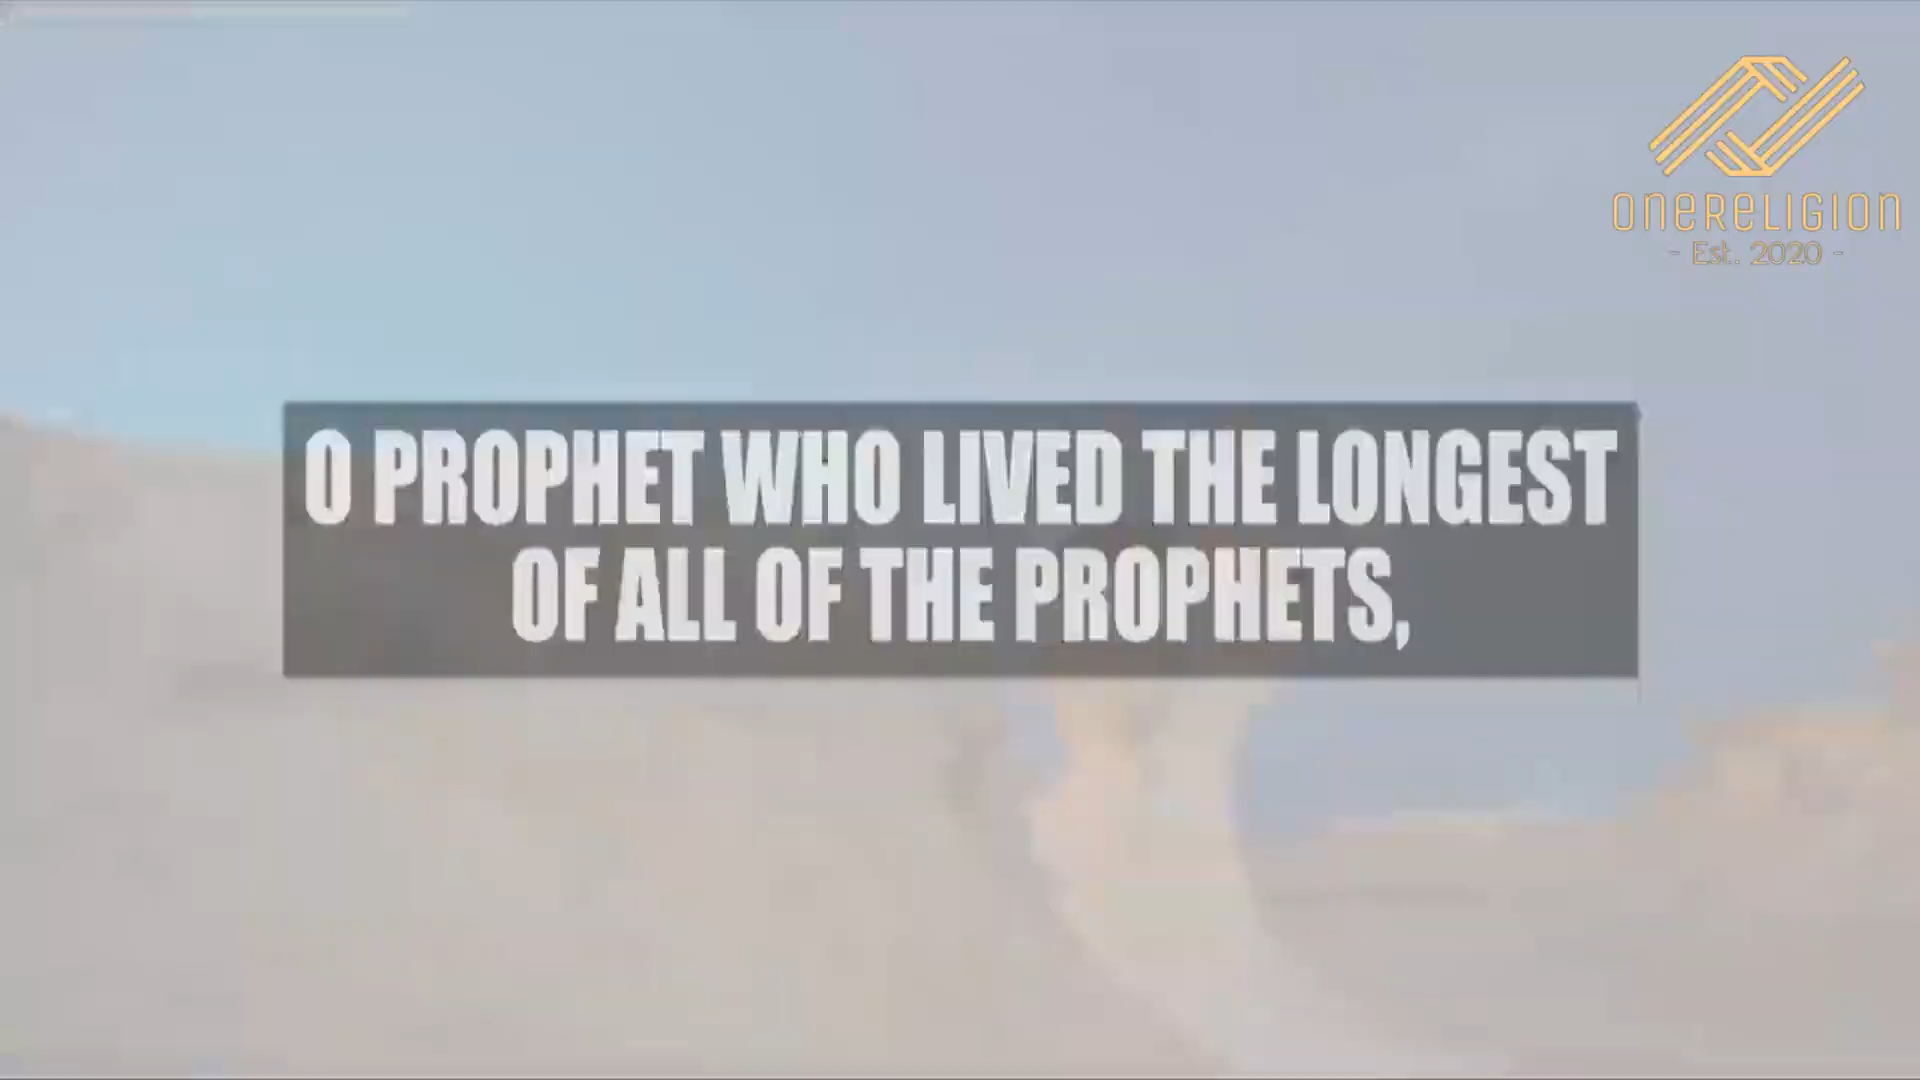 ONERELIGION
- Est. 2020 -
O PROPHET WHO LIVED THE LONGEST
OF ALL OF THE PROPHETS,